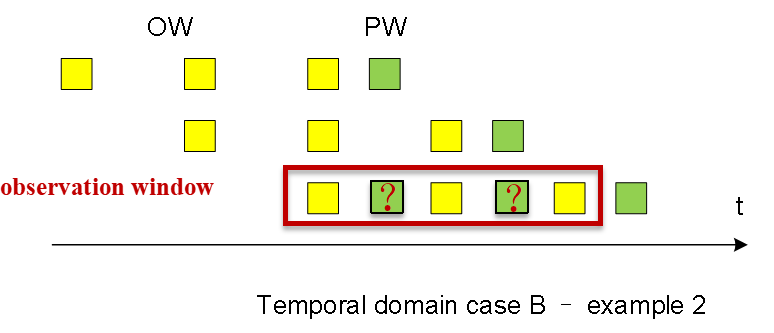 OW PW
observation window ? ?
t
Temporal domain case B – example 2